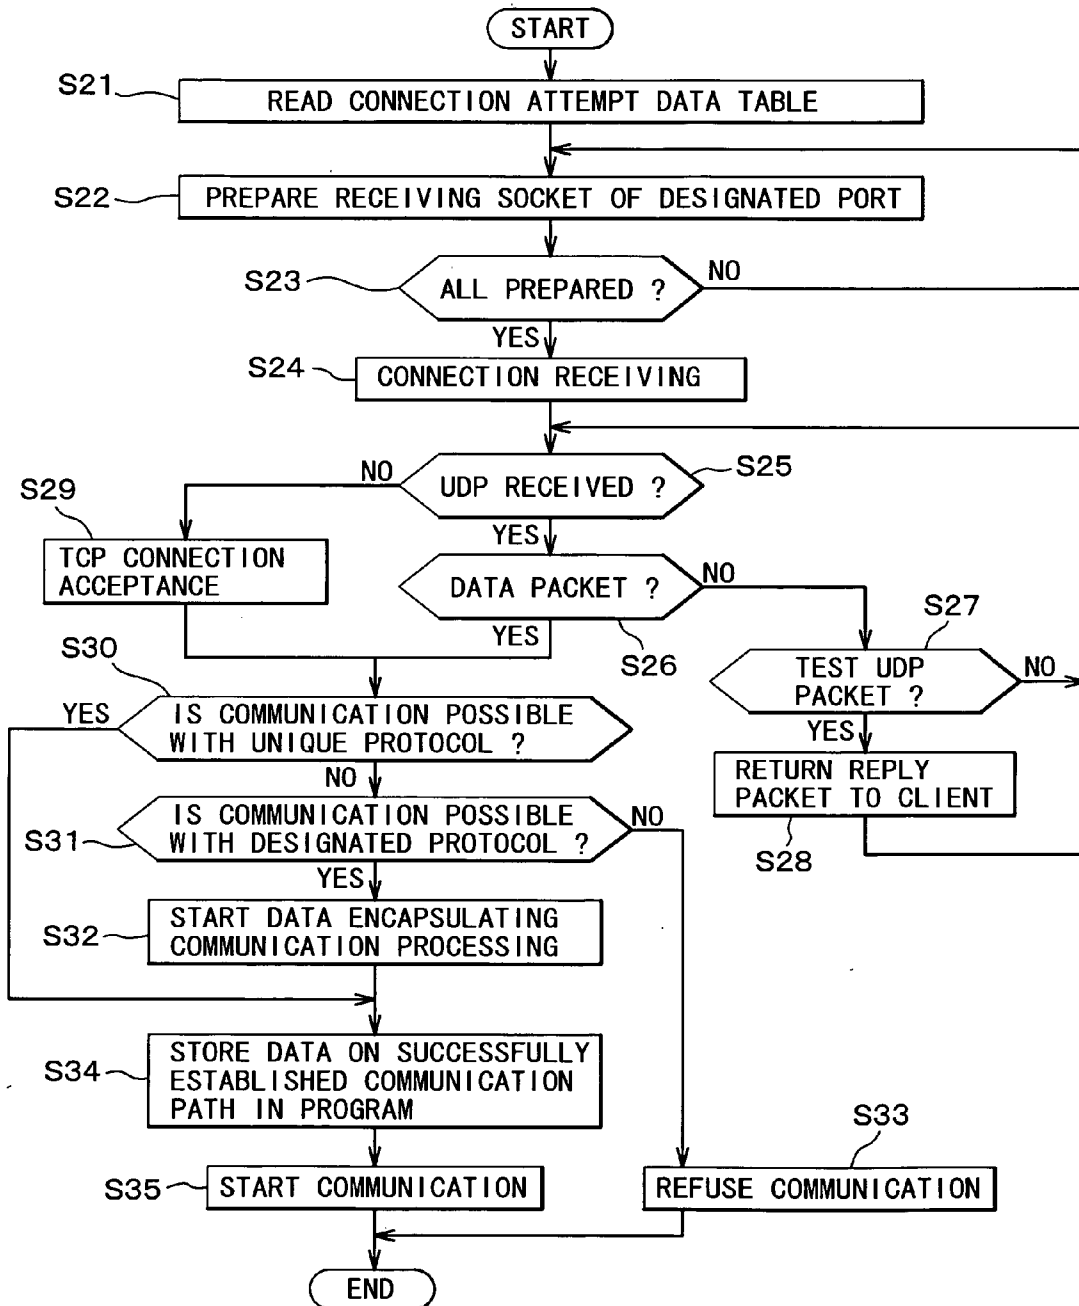 START
S21
READ CONNECTION ATTEMPT DATA TABLE
S22
PREPARE RECEIVING SOCKET OF DESIGNATED PORT
S23
ALL PREPARED ?
NO
YES
S24
CONNECTION RECEIVING
S25
NO
UDP RECEIVED ?
S29
YES
TCP CONNECTION
ACCEPTANCE
DATA PACKET ?
NO
S27
YES
S26
S30
TEST UDP
PACKET ?
NO
YES
IS COMMUNICATION POSSIBLE
WITH UNIQUE PROTOCOL ?
YES
RETURN REPLY
PACKET TO CLIENT
S28
NO
IS COMMUNICATION POSSIBLE
WITH DESIGNATED PROTOCOL ?
NO
S31
YES
S32
START DATA ENCAPSULATING
COMMUNICATION PROCESSING
S34
STORE DATA ON SUCCESSFULLY
ESTABLISHED COMMUNICATION
PATH IN PROGRAM
S33
S35
START COMMUNICATION
REFUSE COMMUNICATION
END